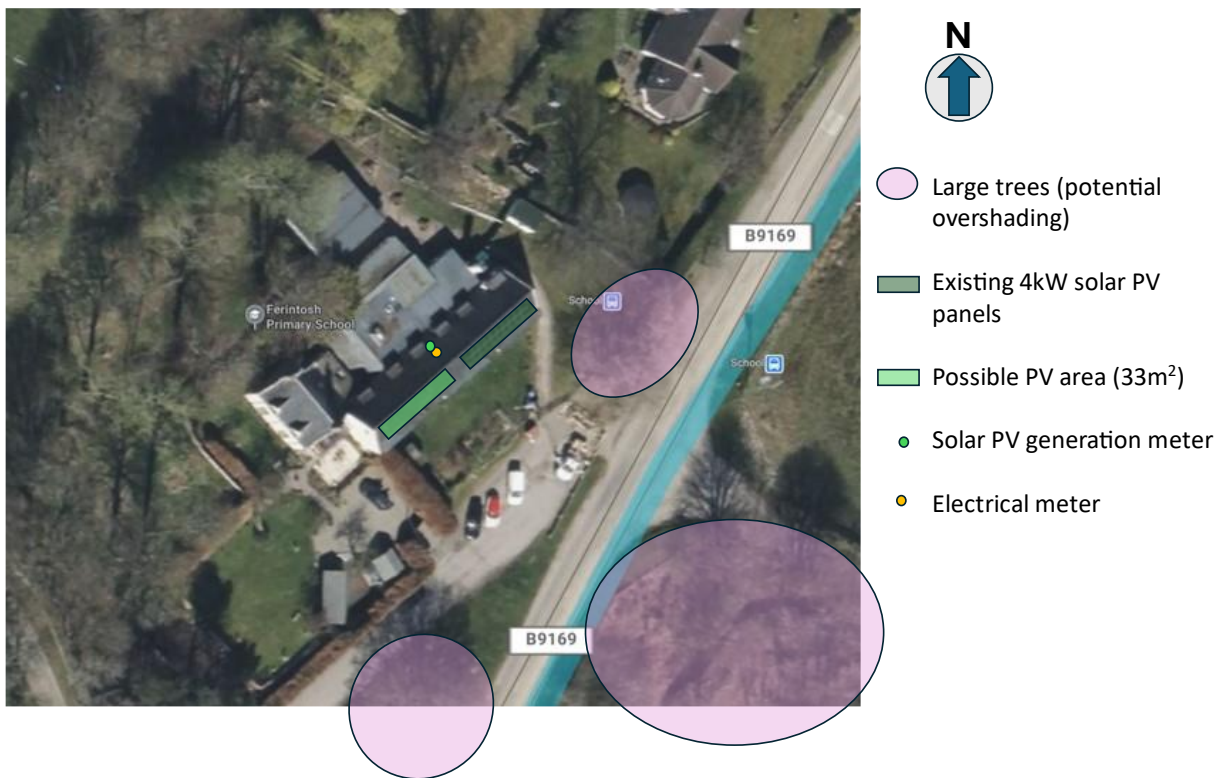 N
Large trees (potential
overshading)
B9169
Existing 4kW solar PV
panels
School
Ferintosh
Primary School
School
Possible PV area (33m²)
Solar PV generation meter
Electrical meter
B9169